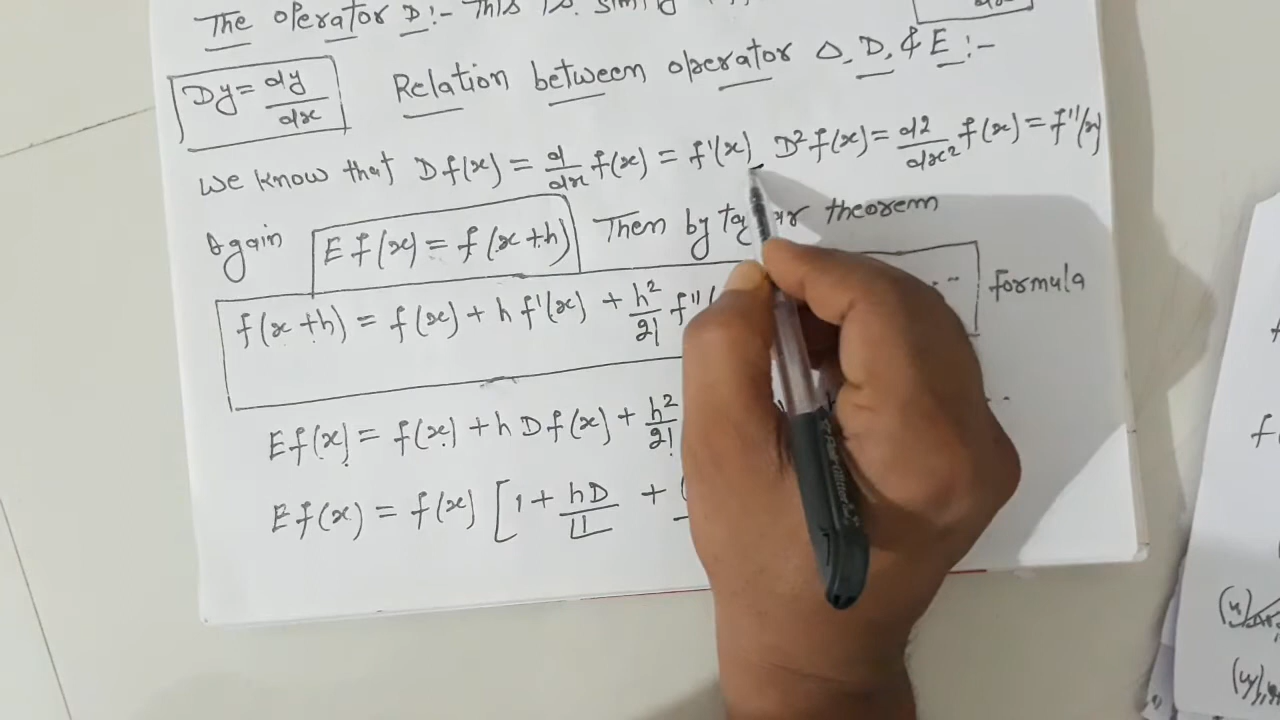 The operator D:- This is
Dy = dy/dx
Relation between operator Δ, D, & E:-
We know that Df(x) = d/dx f(x) = f'(x) D²f(x) = d²/dx² f(x) = f''(x)
Again Ef(x) = f(x+h) Then by theorem
f(x+h) = f(x) + h f'(x) + h²/2! f'' ... formula
Ef(x) = f(x) + h Df(x) + h²/2!
Ef(x) = f(x) [1 + hD/⌊1 +